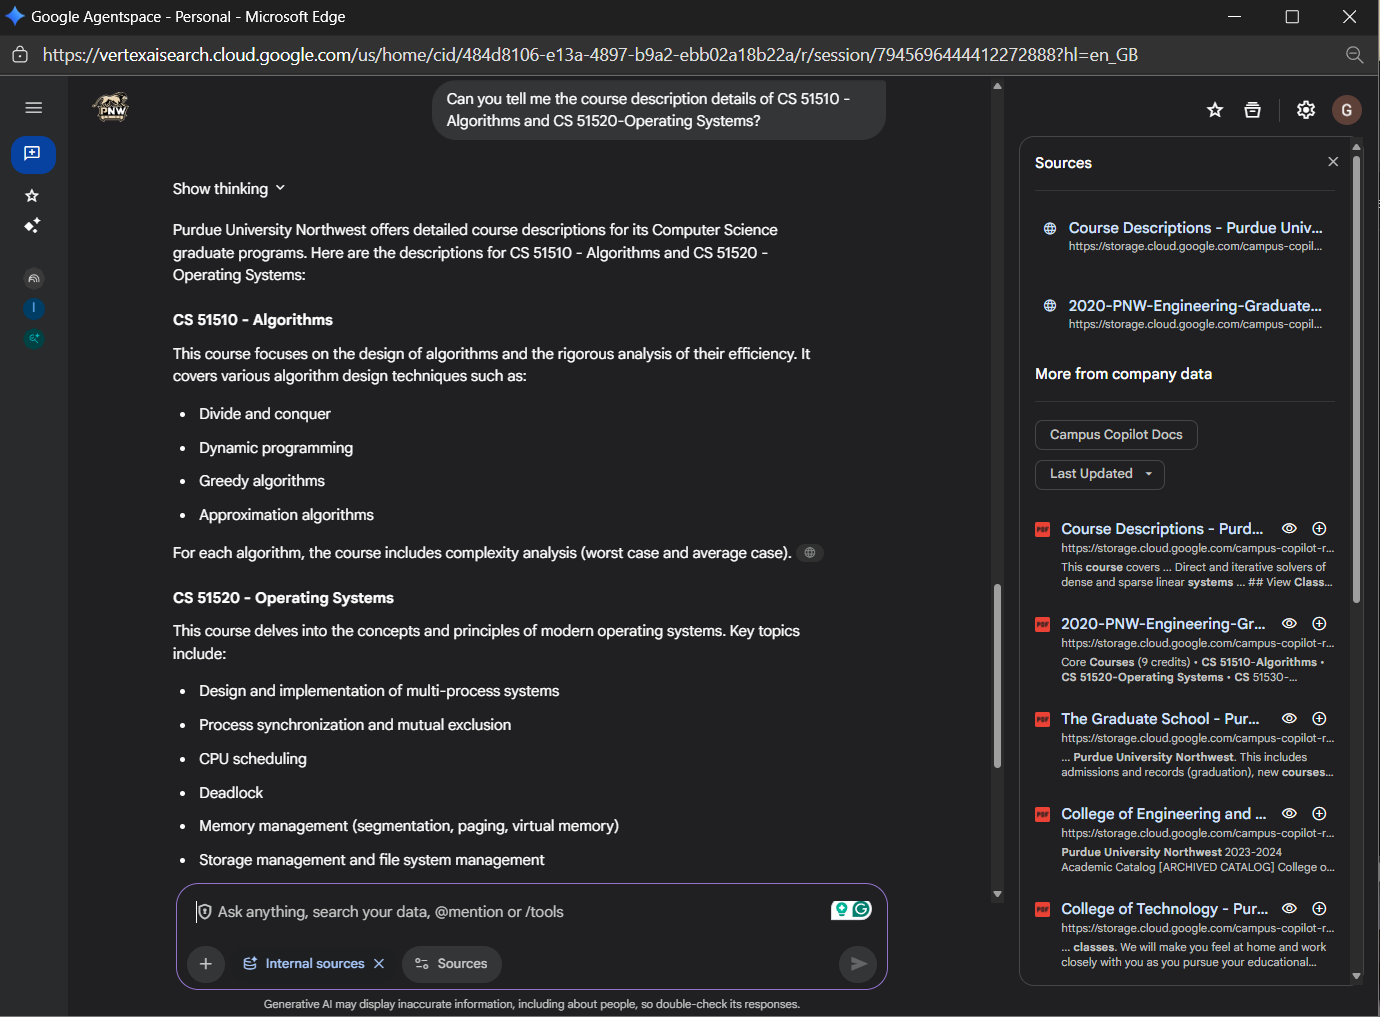 Google Agentspace - Personal - Microsoft Edge
https://vertexaisearch.cloud.google.com/us/home/cid/484d8106-e13a-4897-b9a2-ebb02a18b22a/r/session/7945696444412272888?hl=en_GB
PNW
Can you tell me the course description details of CS 51510 -
Algorithms and CS 51520-Operating Systems?
G
Show thinking
Purdue University Northwest offers detailed course descriptions for its Computer Science
graduate programs. Here are the descriptions for CS 51510 - Algorithms and CS 51520 -
Operating Systems:
CS 51510 - Algorithms
This course focuses on the design of algorithms and the rigorous analysis of their efficiency. It
covers various algorithm design techniques such as:
• Divide and conquer
• Dynamic programming
• Greedy algorithms
• Approximation algorithms
For each algorithm, the course includes complexity analysis (worst case and average case).
CS 51520 - Operating Systems
This course delves into the concepts and principles of modern operating systems. Key topics
include:
• Design and implementation of multi-process systems
• Process synchronization and mutual exclusion
• CPU scheduling
• Deadlock
• Memory management (segmentation, paging, virtual memory)
• Storage management and file system management
Ask anything, search your data, @mention or /tools
G
Internal sources
Sources
Generative AI may display inaccurate information, including about people, so double-check its responses.
I
Sources
Course Descriptions - Purdue Univ...
https://storage.cloud.google.com/campus-copil...
2020-PNW-Engineering-Graduate...
https://storage.cloud.google.com/campus-copil...
More from company data
Campus Copilot Docs
Last Updated
PDF
Course Descriptions - Purd...
https://storage.cloud.google.com/campus-copilot-r...
This course covers ... Direct and iterative solvers of
dense and sparse linear systems ... ## View Class...
PDF
2020-PNW-Engineering-Gr...
https://storage.cloud.google.com/campus-copilot-r...
Core Courses (9 credits) • CS 51510-Algorithms •
CS 51520-Operating Systems • CS 51530-...
PDF
The Graduate School - Pur...
https://storage.cloud.google.com/campus-copilot-r...
... Purdue University Northwest. This includes
admissions and records (graduation), new courses...
PDF
College of Engineering and ...
https://storage.cloud.google.com/campus-copilot-r...
Purdue University Northwest 2023-2024
Academic Catalog [ARCHIVED CATALOG] College o...
PDF
College of Technology - Pur...
https://storage.cloud.google.com/campus-copilot-r...
... classes. We will make you feel at home and work
closely with you as you pursue your educational...